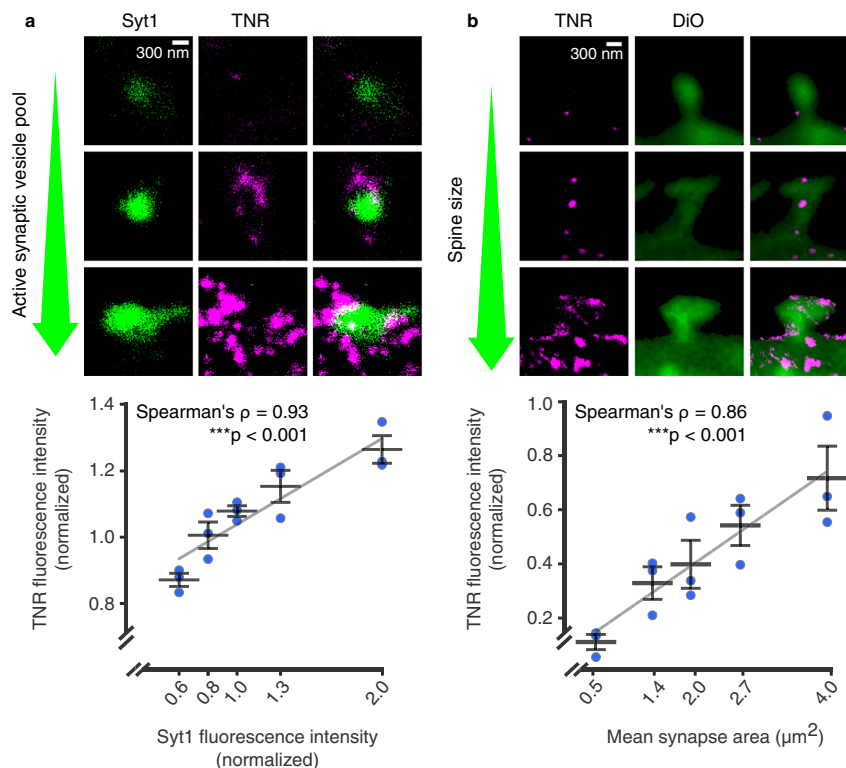 a
Syt1
TNR
300 nm
Active synaptic vesicle pool
1.4
1.2
1.0
0.8
TNR fluorescence intensity
(normalized)
Spearman's ρ = 0.93
***p < 0.001
0.6
0.8
1.0
1.3
2.0
Syt1 fluorescence intensity
(normalized)
b
TNR
DiO
300 nm
Spine size
1.0
0.8
0.6
0.4
0.2
TNR fluorescence intensity
(normalized)
Spearman's ρ = 0.86
***p < 0.001
0.5
1.4
2.0
2.7
4.0
Mean synapse area (µm²)